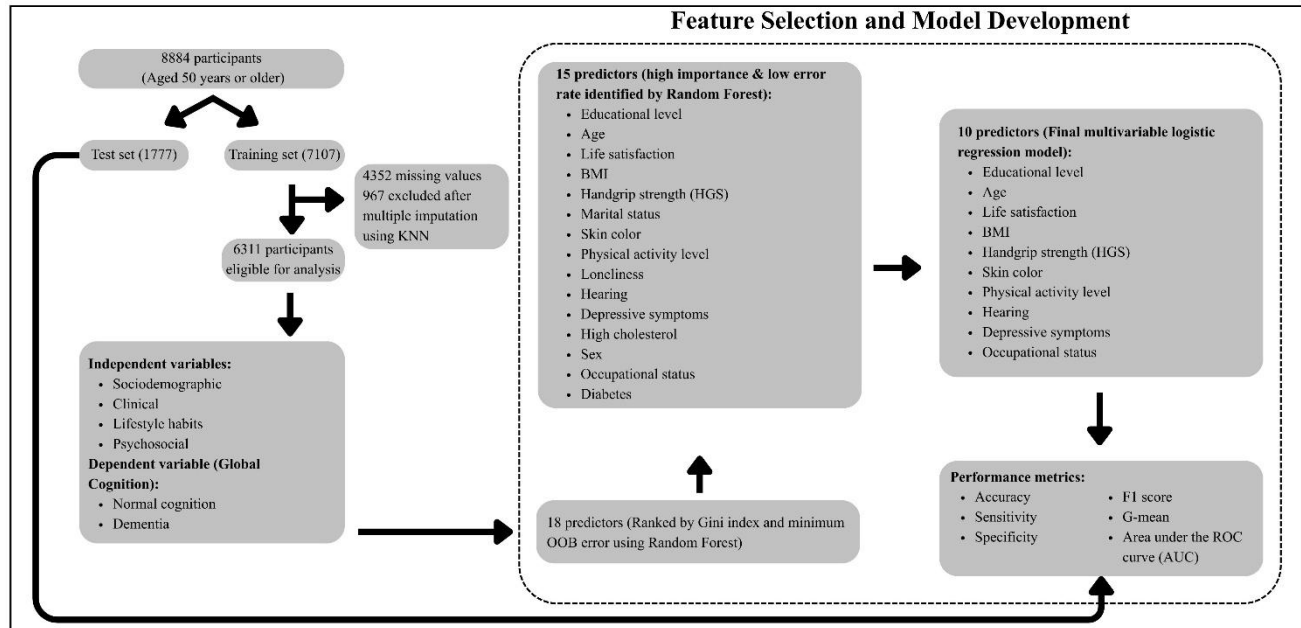 Feature Selection and Model Development
8884 participants
(Aged 50 years or older)
Test set (1777)
Training set (7107)
4352 missing values
967 excluded after
multiple imputation
using KNN
6311 participants
eligible for analysis
Independent variables:
• Sociodemographic
• Clinical
• Lifestyle habits
• Psychosocial
Dependent variable (Global
Cognition):
• Normal cognition
• Dementia
18 predictors (Ranked by Gini index and minimum
OOB error using Random Forest)
15 predictors (high importance & low error
rate identified by Random Forest):
• Educational level
• Age
• Life satisfaction
• BMI
• Handgrip strength (HGS)
• Marital status
• Skin color
• Physical activity level
• Loneliness
• Hearing
• Depressive symptoms
• High cholesterol
• Sex
• Occupational status
• Diabetes
10 predictors (Final multivariable logistic
regression model):
• Educational level
• Age
• Life satisfaction
• BMI
• Handgrip strength (HGS)
• Skin color
• Physical activity level
• Hearing
• Depressive symptoms
• Occupational status
Performance metrics:
• Accuracy
• Sensitivity
• Specificity
• F1 score
• G-mean
• Area under the ROC
curve (AUC)